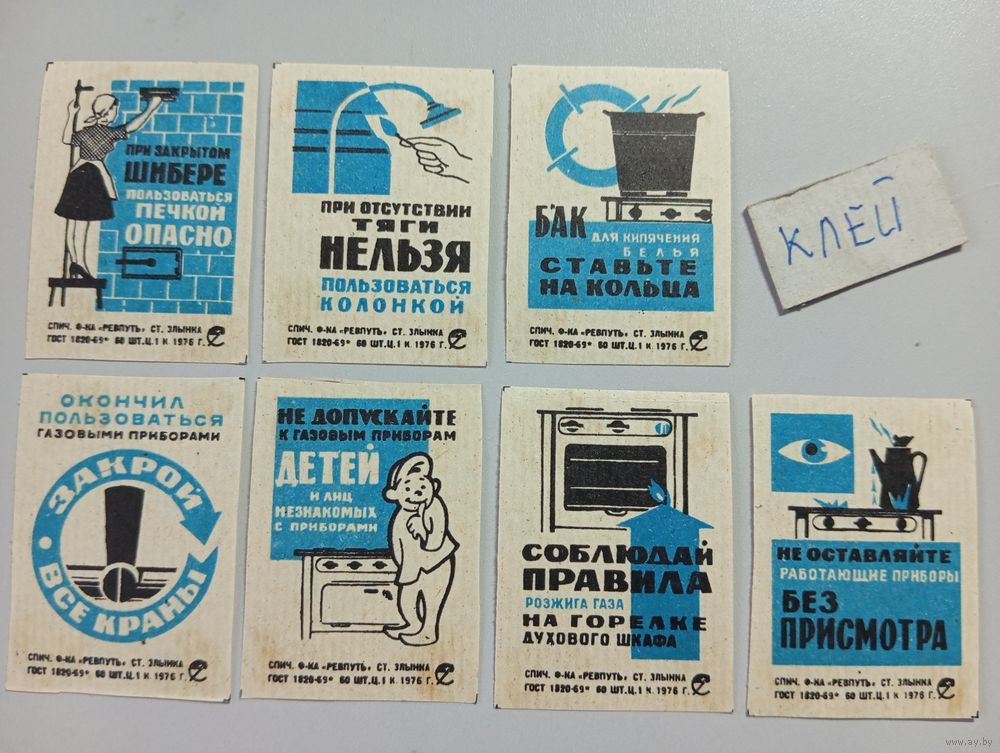 ПРИ ЗАКРЫТОМ
ШИБЕРЕ
ПОЛЬЗОВАТЬСЯ
ПЕЧКОЙ
ОПАСНО
СПИЧ. Ф-КА «РЕВПУТЬ» СТ. ЗЛЫНКА
ГОСТ 1820-69* 60 ШТ.Ц.1 К 1976 Г.
ПРИ ОТСУТСТВИИ
ТЯГИ
НЕЛЬЗЯ
ПОЛЬЗОВАТЬСЯ
КОЛОНКОЙ
СПИЧ. Ф-КА «РЕВПУТЬ» СТ. ЗЛЫНКА
ГОСТ 1820-69* 60 ШТ.Ц.1 К. 1976 Г.
БАК
ДЛЯ КИПЯЧЕНИЯ
БЕЛЬЯ
СТАВЬТЕ
НА КОЛЬЦА
СПИЧ. Ф-КА «РЕВПУТЬ» СТ. ЗЛЫНКА
ГОСТ 1820-69* 60 ШТ.Ц.1 К 1976 Г.
КЛЕЙ
ОКОНЧИЛ
ПОЛЬЗОВАТЬСЯ
ГАЗОВЫМИ ПРИБОРАМИ
ЗАКРОЙ
ВСЕ КРАНЫ
СПИЧ. Ф-КА «РЕВПУТЬ» СТ. ЗЛЫНКА
ГОСТ 1820-69* 60 ШТ.Ц.1 К 1976 Г.
НЕ ДОПУСКАЙТЕ
К ГАЗОВЫМ ПРИБОРАМ
ДЕТЕЙ
И ЛИЦ
НЕЗНАКОМЫХ
С ПРИБОРАМИ
СПИЧ. Ф-КА «РЕВПУТЬ» СТ. ЗЛЫНКА
ГОСТ 1820-69* 60 ШТ.Ц.1 К. 1976 Г.
СОБЛЮДАЙ
ПРАВИЛА
РОЗЖИГА ГАЗА
НА ГОРЕЛКЕ
ДУХОВОГО ШКАФА
СПИЧ. Ф-КА «РЕВПУТЬ» СТ. ЗЛЫНКА
ГОСТ 1820-69* 60 ШТ.Ц.1 К. 1976 Г.
НЕ ОСТАВЛЯЙТЕ
РАБОТАЮЩИЕ ПРИБОРЫ
БЕЗ
ПРИСМОТРА
СПИЧ. Ф-КА «РЕВПУТЬ» СТ. ЗЛЫНКА
ГОСТ 1820-69* 60 ШТ.Ц.1 К 1976 Г.
www.ay.by